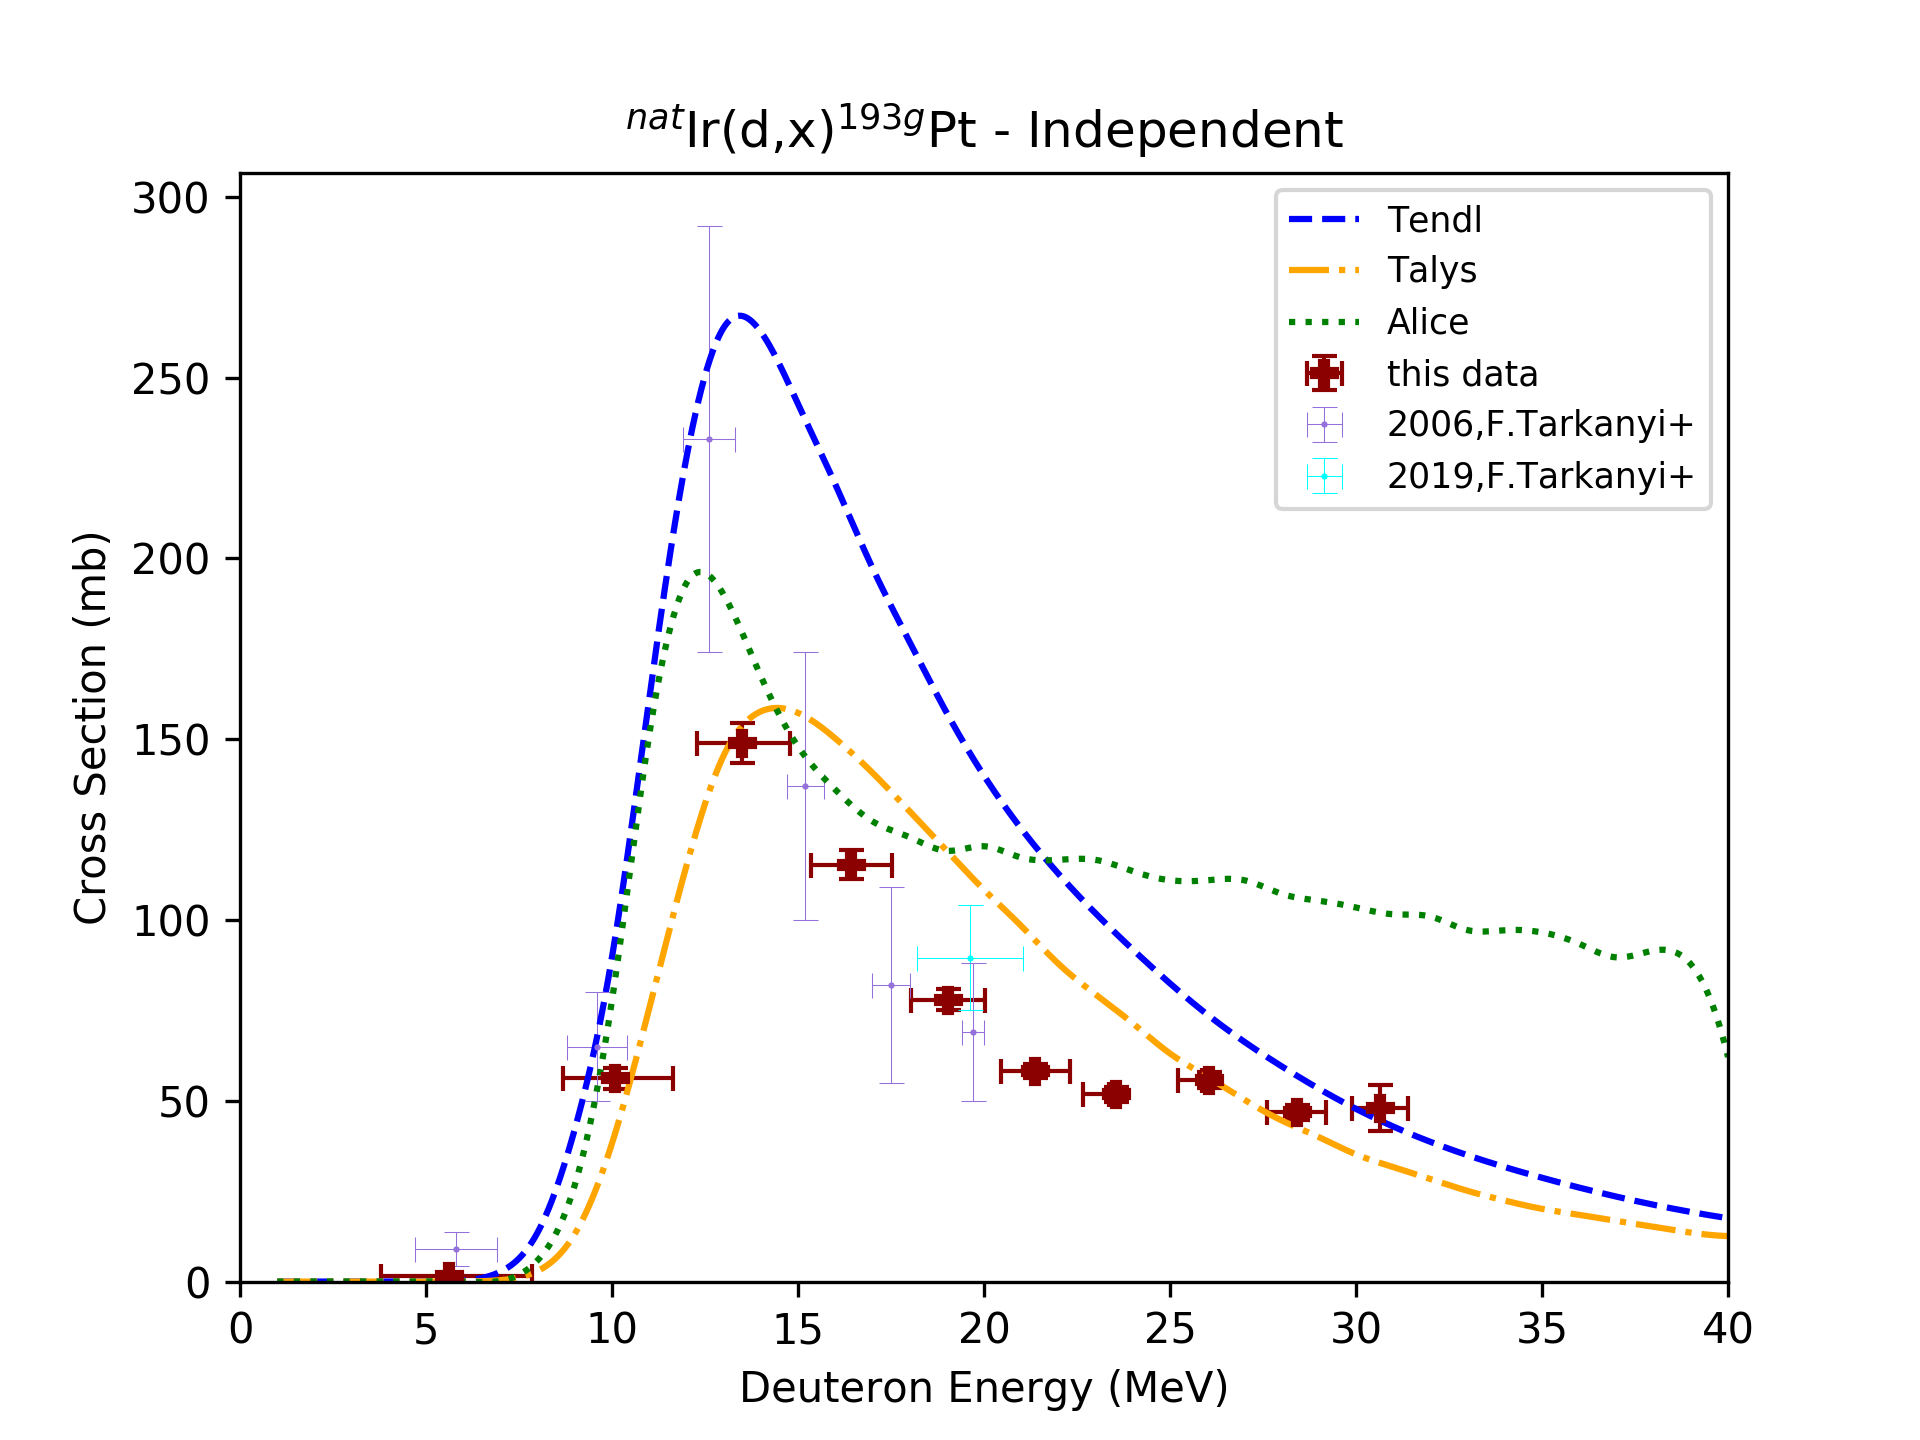 natIr(d,x)193gPt - Independent
300
250
200
150
100
50
0
Cross Section (mb)
0 5 10 15 20 25 30 35 40
Deuteron Energy (MeV)
Tendl
Talys
Alice
this data
2006,F.Tarkanyi+
2019,F.Tarkanyi+